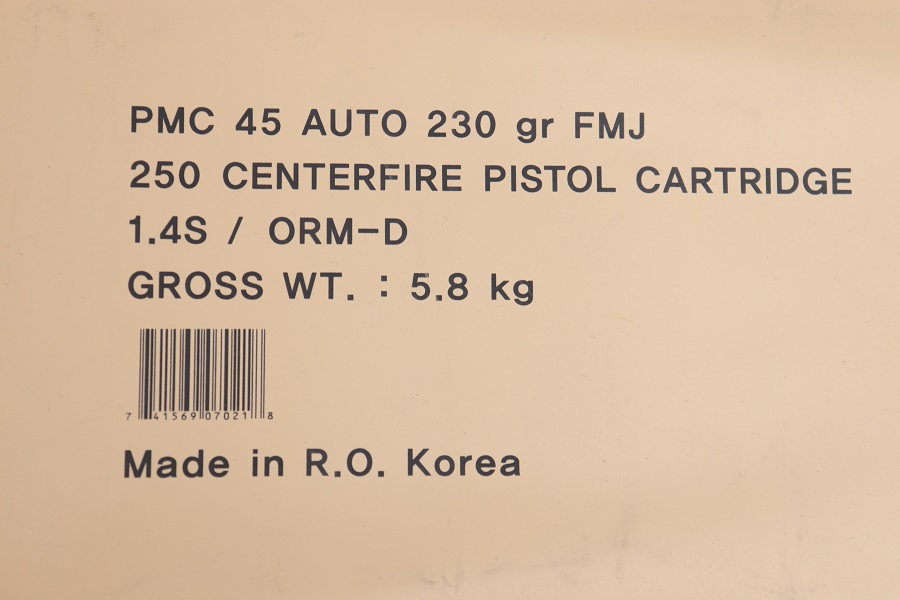 PMC 45 AUTO 230 gr FMJ
250 CENTERFIRE PISTOL CARTRIDGE
1.4S / ORM-D
GROSS WT. : 5.8 kg
7 41569 07021 8
Made in R.O. Korea